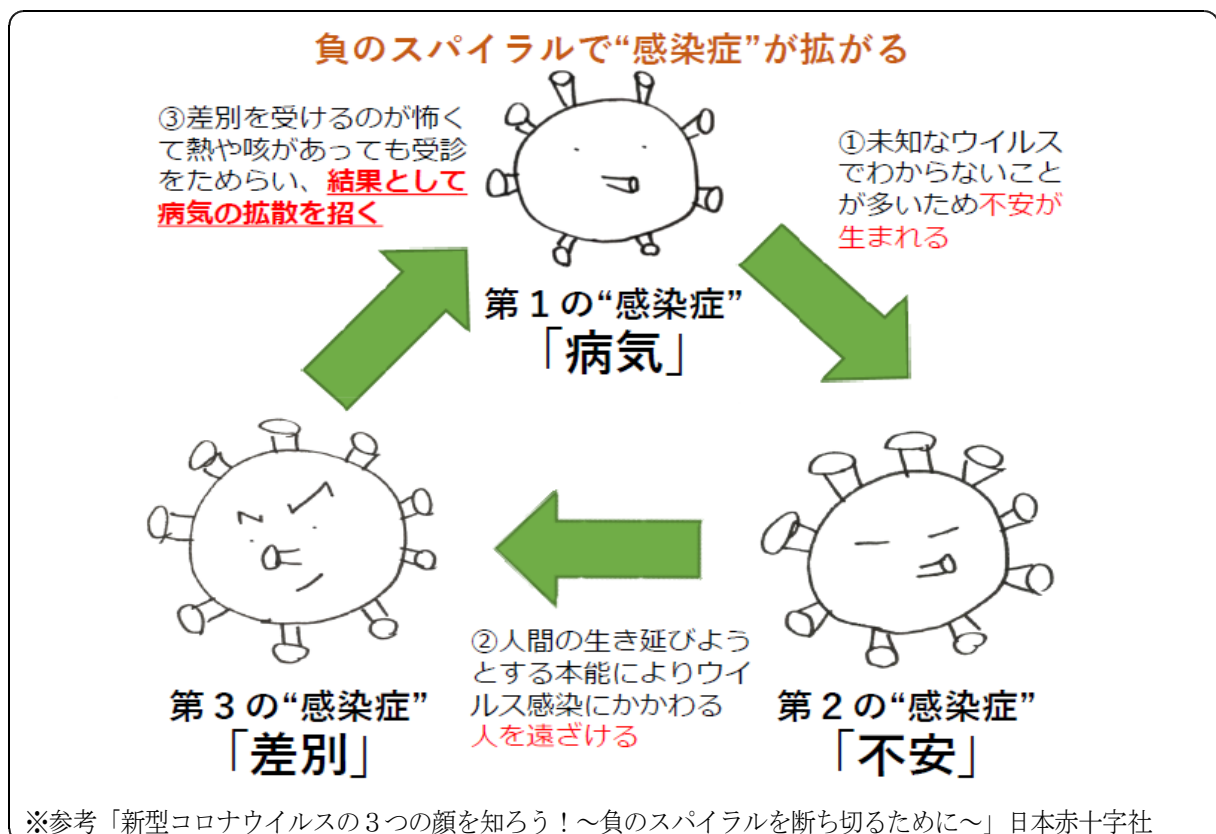 負のスパイラルで“感染症”が拡がる
③差別を受けるのが怖く
て熱や咳があっても受診
をためらい、結果として
病気の拡散を招く
①未知なウイルス
でわからないこと
が多いため不安が
生まれる
第1の“感染症”
「病気」
②人間の生き延びよう
とする本能によりウイ
ルス感染にかかわる
人を遠ざける
第3の“感染症”
「差別」
第2の“感染症”
「不安」
※参考「新型コロナウイルスの3つの顔を知ろう!～負のスパイラルを断ち切るために～」日本赤十字社